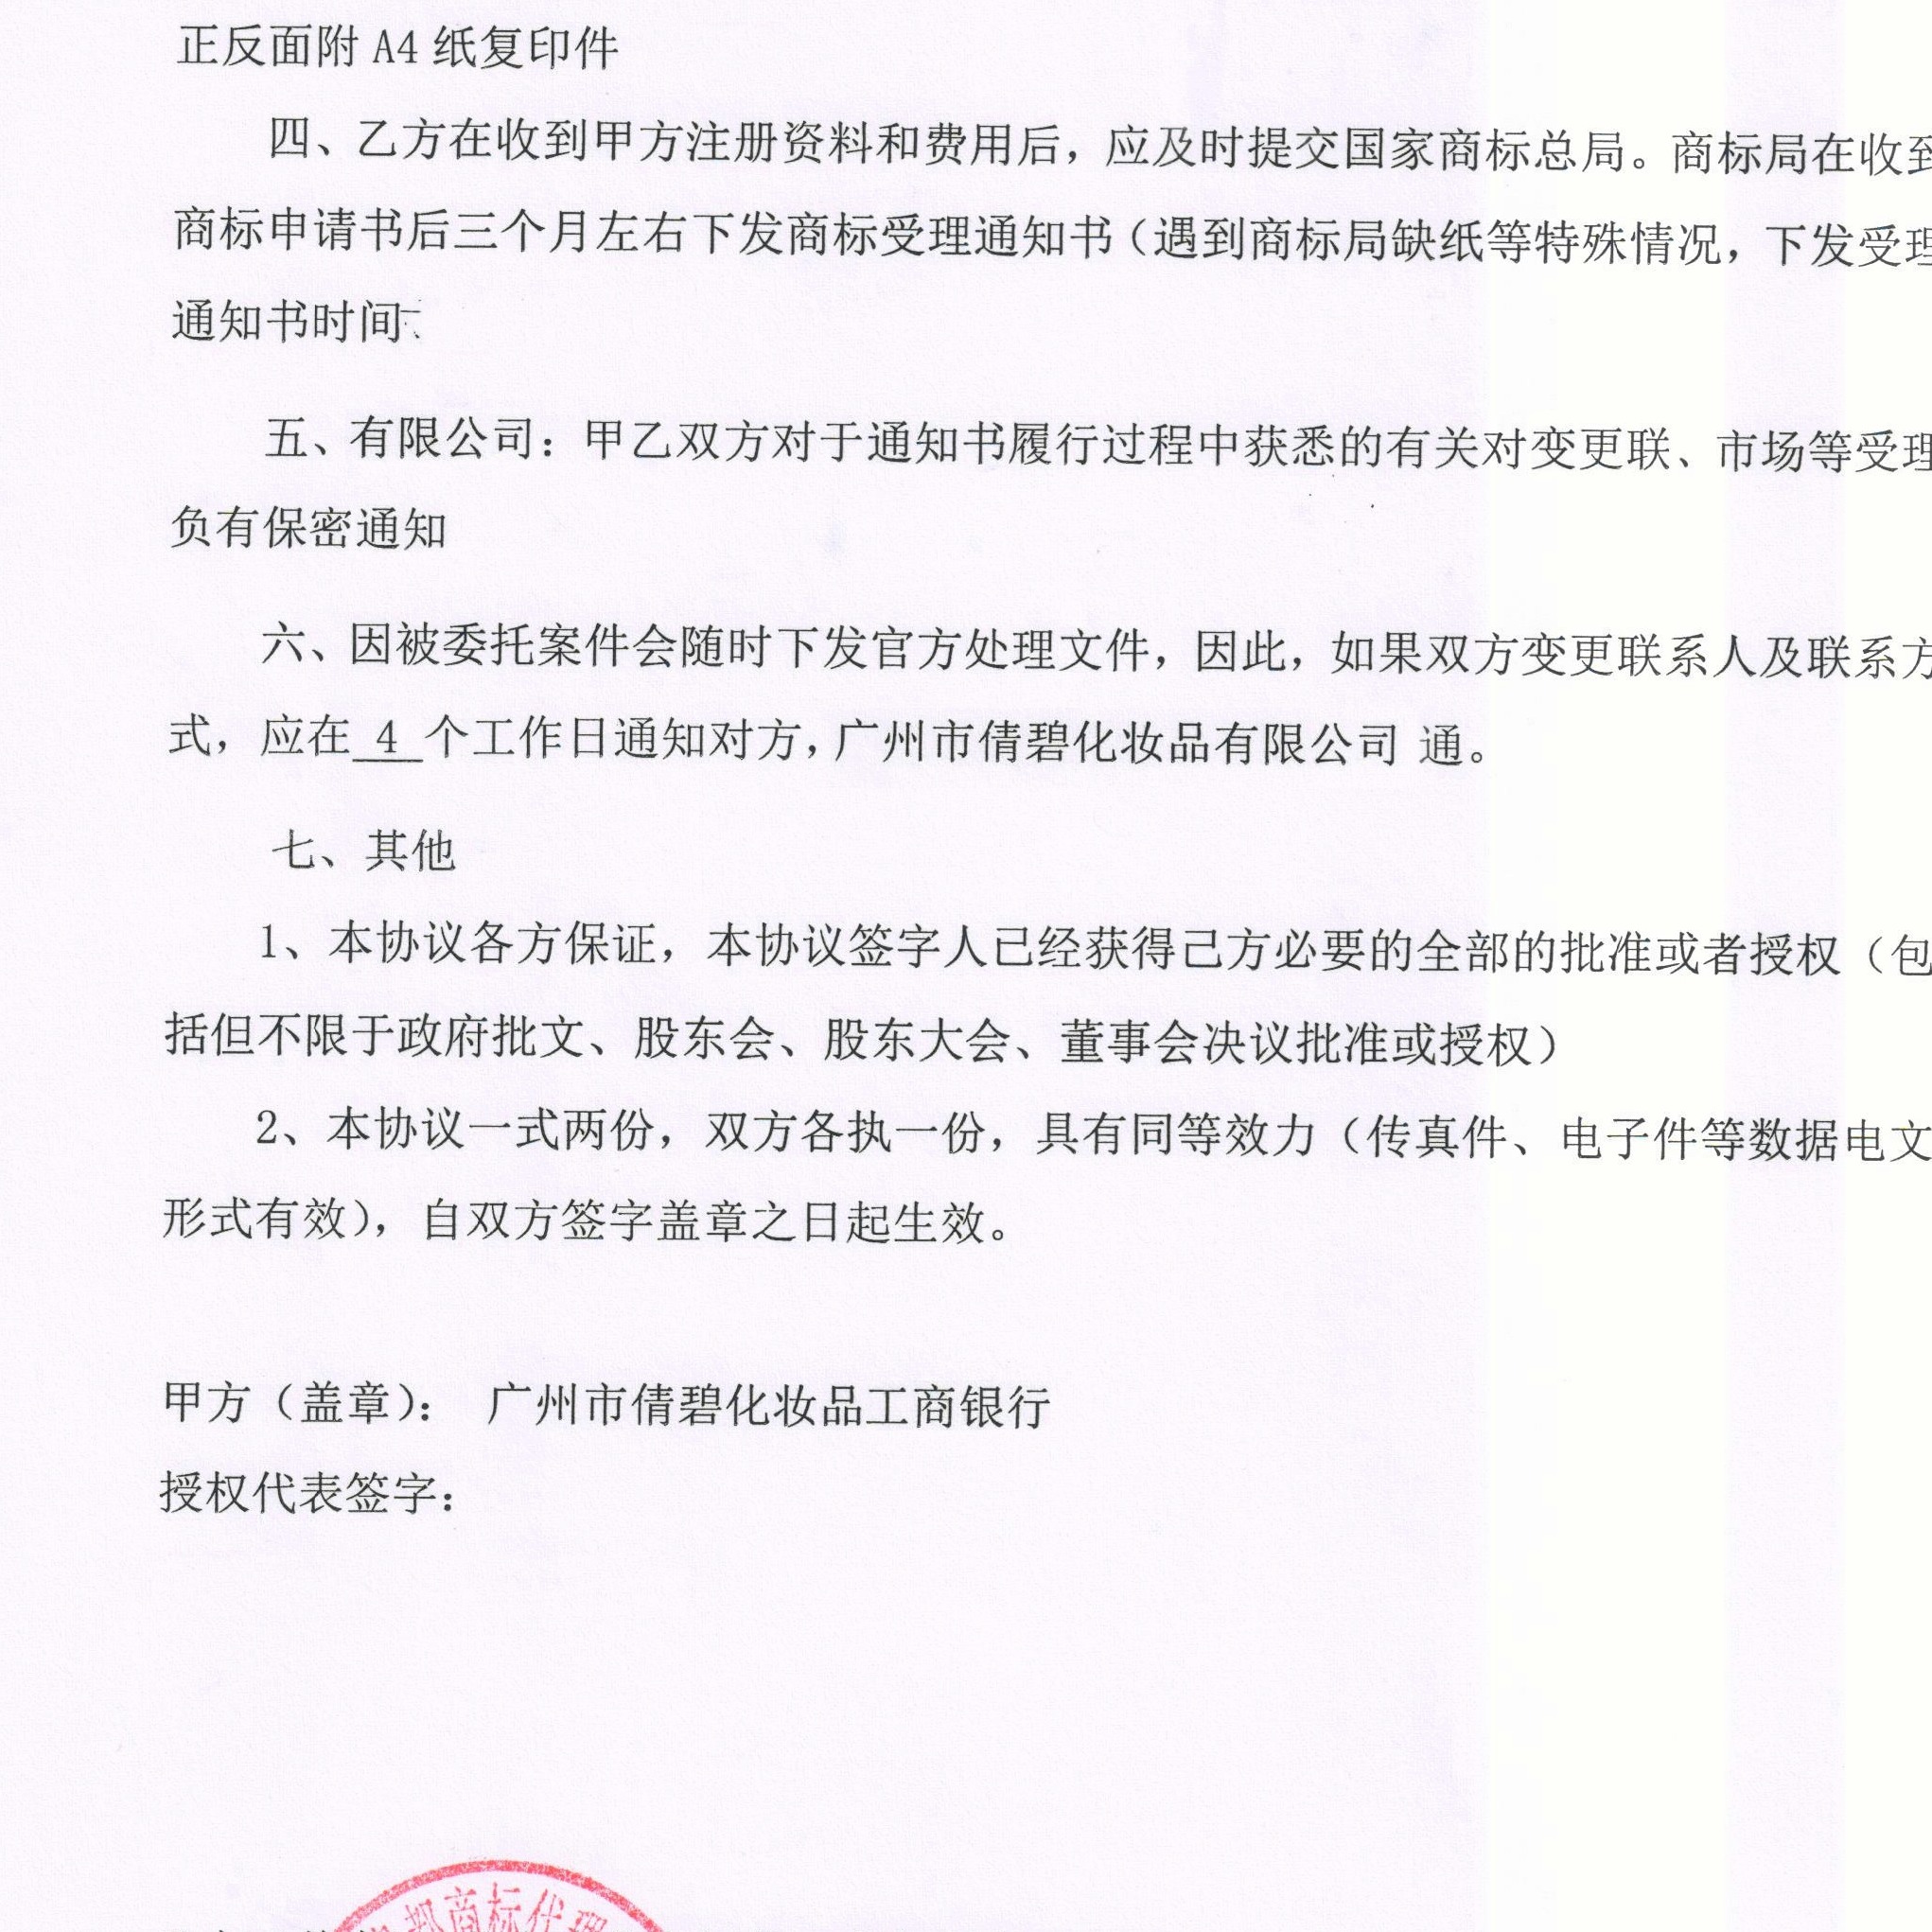 正反面附 A4 纸复印件
四、乙方在收到甲方注册资料和费用后，应及时提交国家商标总局。商标局在收到
商标申请书后三个月左右下发商标受理通知书（遇到商标局缺纸等特殊情况，下发受理
通知书时间
五、有限公司：甲乙双方对于通知书履行过程中获悉的有关对变更联、市场等受理
负有保密通知
六、因被委托案件会随时下发官方处理文件，因此，如果双方变更联系人及联系方
式，应在 4 个工作日通知对方，广州市倩碧化妆品有限公司 通。
七、其他
1、本协议各方保证，本协议签字人已经获得己方必要的全部的批准或者授权（包
括但不限于政府批文、股东会、股东大会、董事会决议批准或授权）
2、本协议一式两份，双方各执一份，具有同等效力（传真件、电子件等数据电文
形式有效），自双方签字盖章之日起生效。
甲方（盖章）： 广州市倩碧化妆品工商银行
授权代表签字：
都商标代理